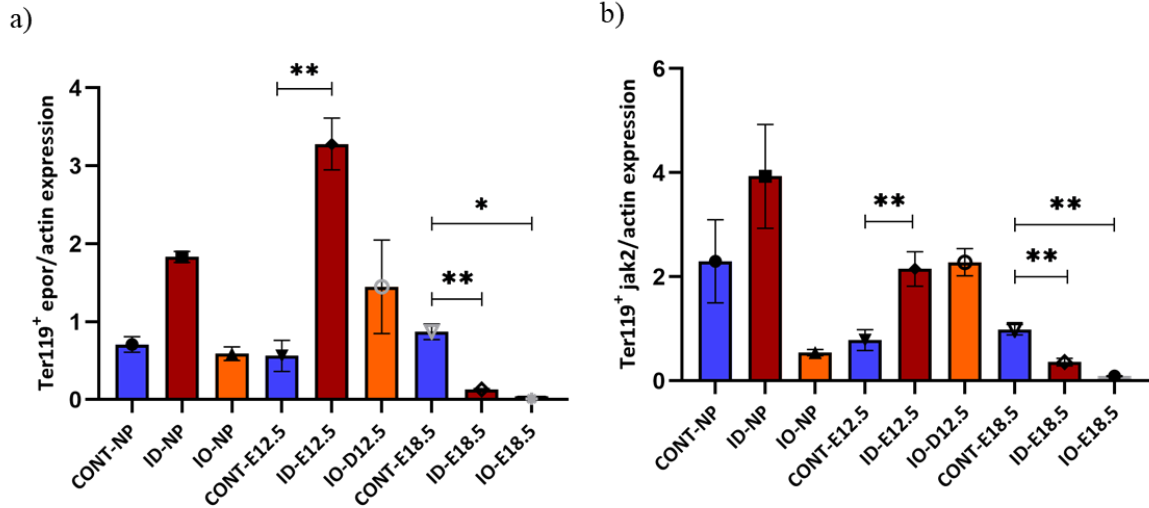 a)
Ter119+ epor/actin expression
4
3
2
1
0
**
*
**
CONT-NP
ID-NP
IO-NP
CONT-E12.5
ID-E12.5
IO-D12.5
CONT-E18.5
ID-E18.5
IO-E18.5
b)
Ter119+ jak2/actin expression
6
4
2
0
**
**
**
CONT-NP
ID-NP
IO-NP
CONT-E12.5
ID-E12.5
IO-D12.5
CONT-E18.5
ID-E18.5
IO-E18.5